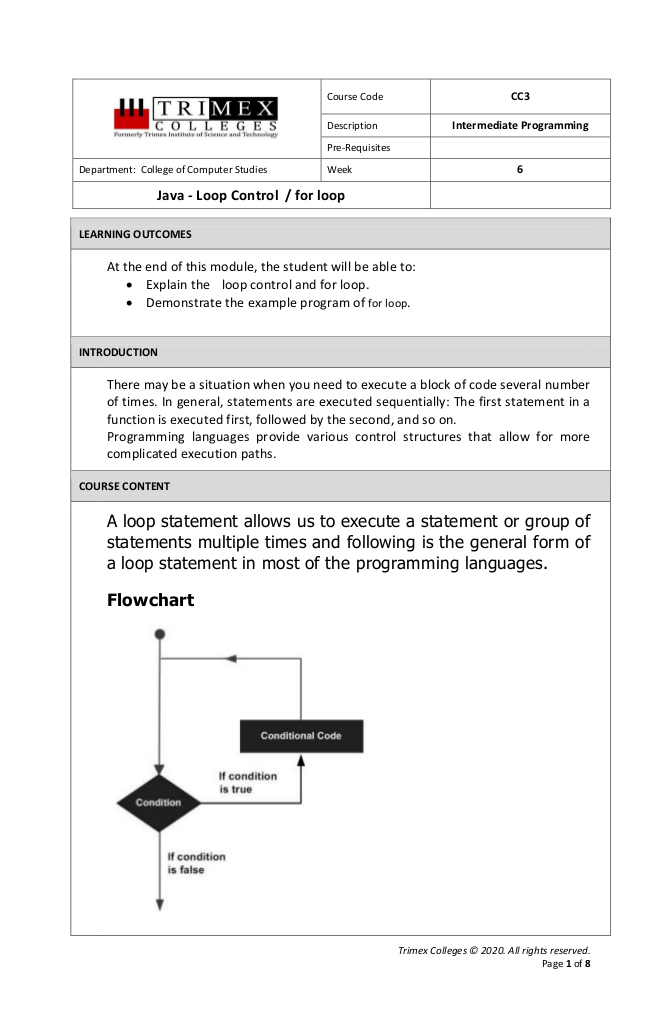 TRIMEX
COLLEGES
Formerly Trimex Institute of Science and Technology
Course Code
CC3
Description
Intermediate Programming
Pre-Requisites
Department: College of Computer Studies
Week
6
Java - Loop Control / for loop
LEARNING OUTCOMES
At the end of this module, the student will be able to:
• Explain the loop control and for loop.
• Demonstrate the example program of for loop.
INTRODUCTION
There may be a situation when you need to execute a block of code several number
of times. In general, statements are executed sequentially: The first statement in a
function is executed first, followed by the second, and so on.
Programming languages provide various control structures that allow for more
complicated execution paths.
COURSE CONTENT
A loop statement allows us to execute a statement or group of
statements multiple times and following is the general form of
a loop statement in most of the programming languages.
Flowchart
Conditional Code
If condition
is true
Condition
If condition
is false
Trimex Colleges © 2020. All rights reserved.
Page 1 of 8